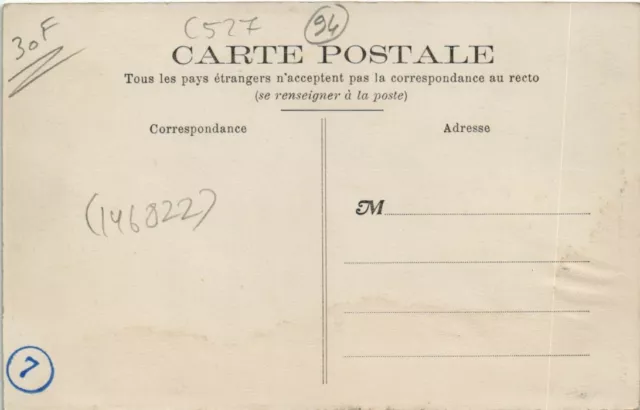 30F
C527
94
CARTE POSTALE
Tous les pays étrangers n'acceptent pas la correspondance au recto
(se renseigner à la poste)
Correspondance
Adresse
(146822)
M
7